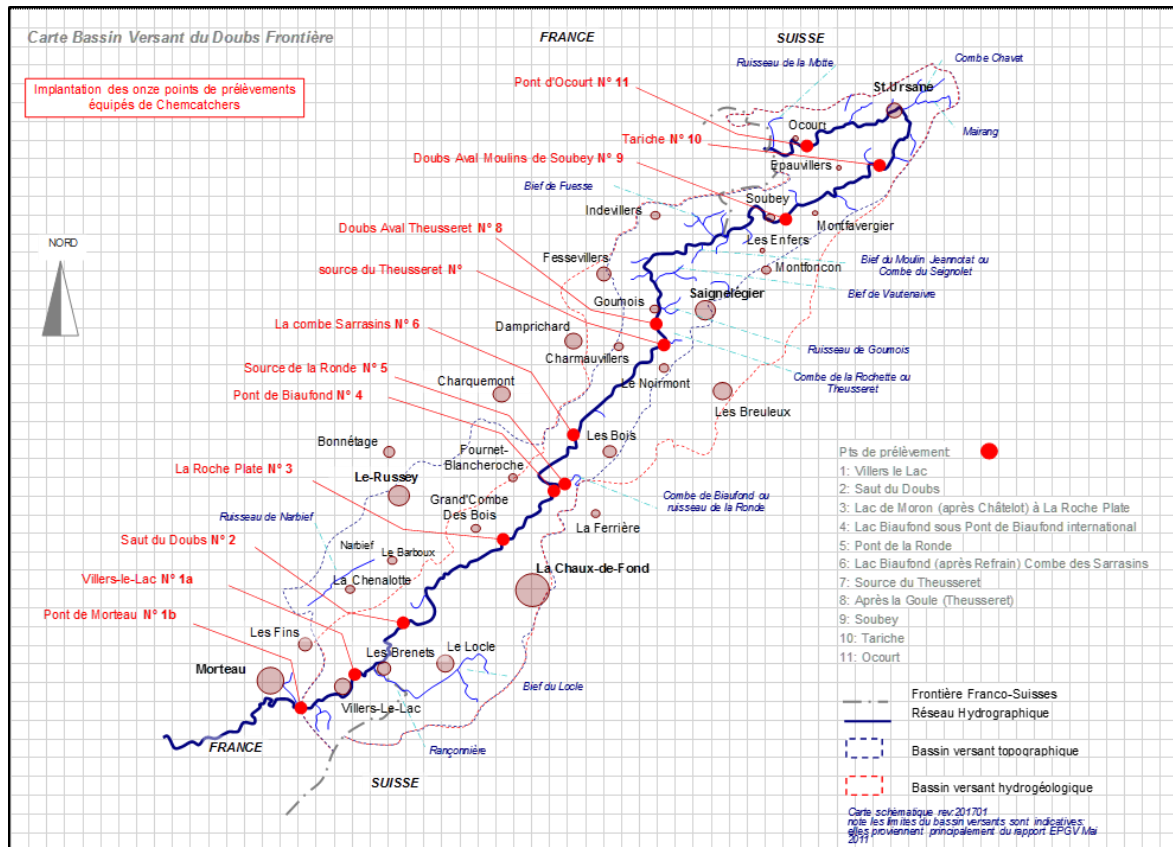 Carte Bassin Versant du Doubs Frontière
FRANCE
SUISSE
Implantation des onze points de prélèvements
équipés de Chemcatchers
Ruisseau de la Motte
Combe Chavat
Pont d'Ocourt N° 11
St.Ursane
Mairang
Ocourt
Tariche N° 10
Epauvillers
Doubs Aval Moulins de Soubey N° 9
Bief de Fuesse
Soubey
Indevillers
Montfavergier
Doubs Aval Theusseret N° 8
Les Enfers
NORD
Fessevillers
Montfoncon
Bief du Moulin Jeannotat ou
Combe du Seignolet
source du Theusseret N°
Bief de Vautenaivre
Goumois
Saignelégier
La combe Sarrasins N° 6
Damprichard
Charmauvillers
Ruisseau de Goumois
Source de la Ronde N° 5
Le Noirmont
Combe de la Rochette ou
Theusseret
Charquemont
Pont de Biaufond N° 4
Les Breuleux
Bonnétage
Fournet-
Blancheroche
Les Bois
La Roche Plate N° 3
Le-Russey
Grand'Combe
Des Bois
Combe de Biaufond ou
ruisseau de la Ronde
Ruisseau de Narbief
La Ferrière
Saut du Doubs N° 2
Narbief
Le Barboux
La Chaux-de-Fond
Villers-le-Lac N° 1a
La Chenalotte
Pont de Morteau N° 1b
Les Fins
Les Brenets
Le Locle
Morteau
Bief du Locle
Villers-Le-Lac
FRANCE
Rançonnière
SUISSE
Pts de prélèvement
1: Villers le Lac
2: Saut du Doubs
3: Lac de Moron (après Châtelot) à La Roche Plate
4: Lac Biaufond sous Pont de Biaufond international
5: Pont de la Ronde
6: Lac Biaufond (après Refrain) Combe des Sarrasins
7: Source du Theusseret
8: Après la Goule (Theusseret)
9: Soubey
10: Tariche
11: Ocourt
Frontière Franco-Suisses
Réseau Hydrographique
Bassin versant topographique
Bassin versant hydrogéologique
Carte schématique rev:201701
note les limites du bassin versants sont indicatives:
elles proviennent principalement du rapport EPGV Mai
2011